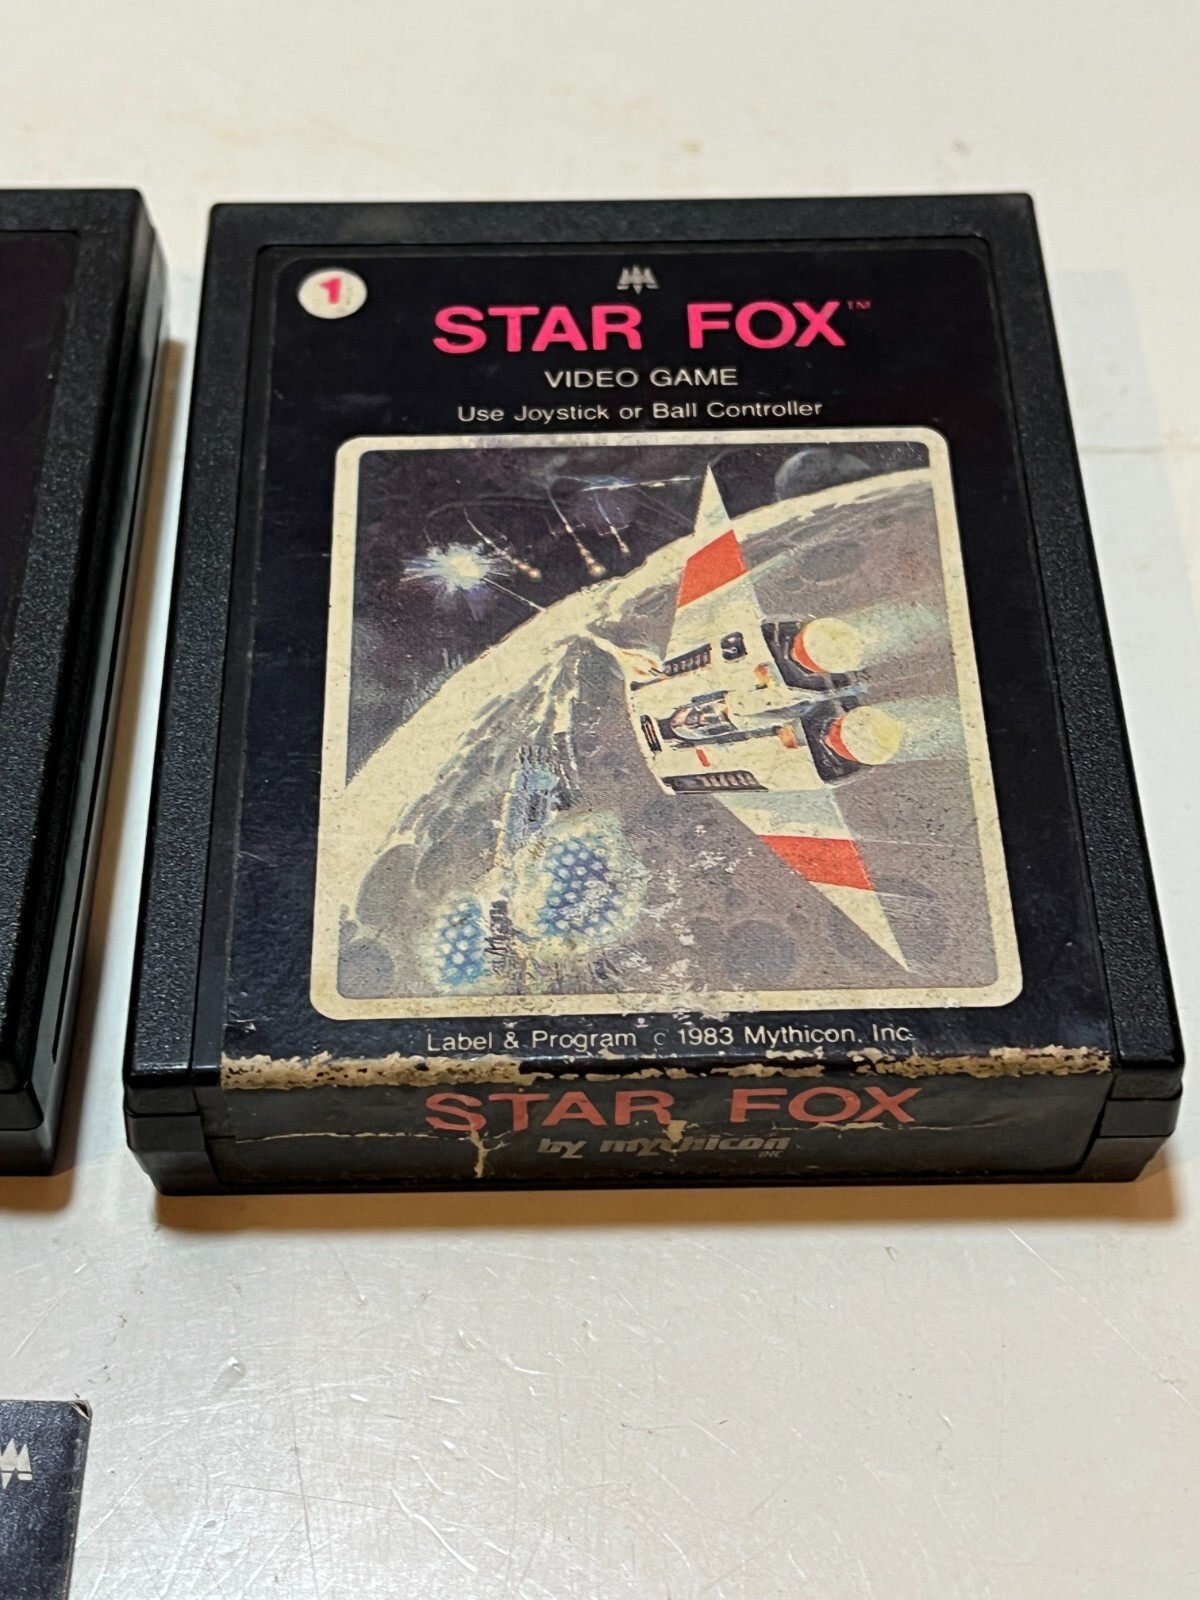 1
STAR FOX™
VIDEO GAME
Use Joystick or Ball Controller
Label & Program © 1983 Mythicon, Inc.
STAR FOX
by mythicon
INC